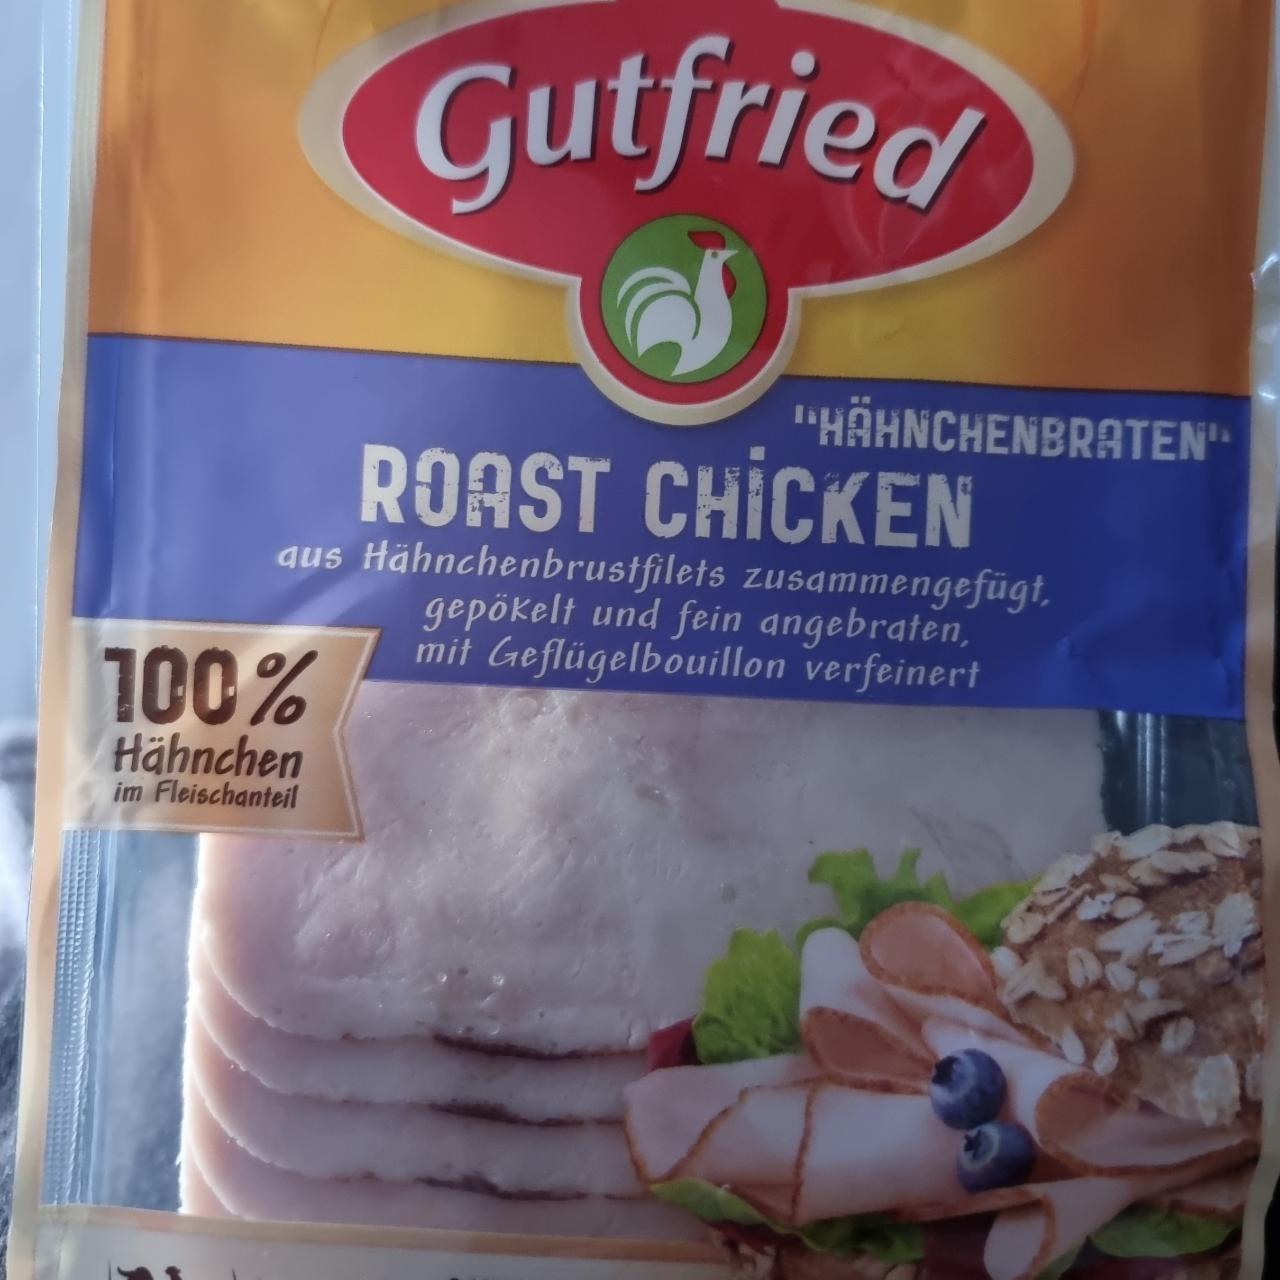 Gutfried
"HÄHNCHENBRATEN"
ROAST CHICKEN
aus Hähnchenbrustfilets zusammengefügt,
gepökelt und fein angebraten,
mit Geflügelbouillon verfeinert
100%
Hähnchen
im Fleischanteil